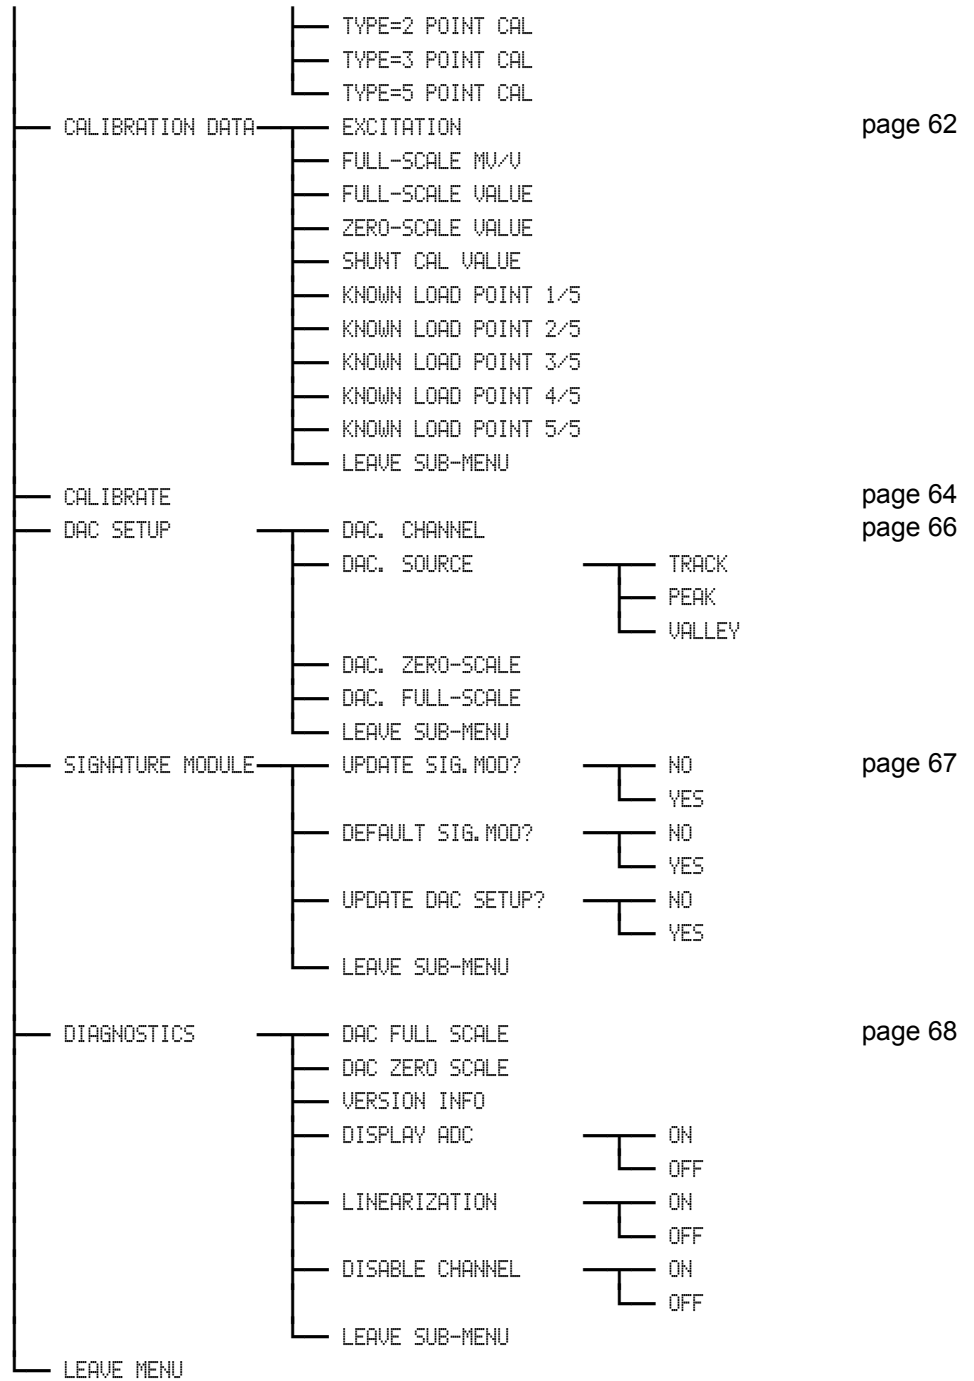 TYPE=2 POINT CAL
TYPE=3 POINT CAL
TYPE=5 POINT CAL
CALIBRATION DATA EXCITATION page 62
FULL-SCALE MV/V
FULL-SCALE VALUE
ZERO-SCALE VALUE
SHUNT CAL VALUE
KNOWN LOAD POINT 1/5
KNOWN LOAD POINT 2/5
KNOWN LOAD POINT 3/5
KNOWN LOAD POINT 4/5
KNOWN LOAD POINT 5/5
LEAVE SUB-MENU
CALIBRATE page 64
DAC SETUP DAC. CHANNEL page 66
DAC. SOURCE TRACK
PEAK
VALLEY
DAC. ZERO-SCALE
DAC. FULL-SCALE
LEAVE SUB-MENU
SIGNATURE MODULE UPDATE SIG.MOD? NO page 67
YES
DEFAULT SIG.MOD? NO
YES
UPDATE DAC SETUP? NO
YES
LEAVE SUB-MENU
DIAGNOSTICS DAC FULL SCALE page 68
DAC ZERO SCALE
VERSION INFO
DISPLAY ADC ON
OFF
LINEARIZATION ON
OFF
DISABLE CHANNEL ON
OFF
LEAVE SUB-MENU
LEAVE MENU